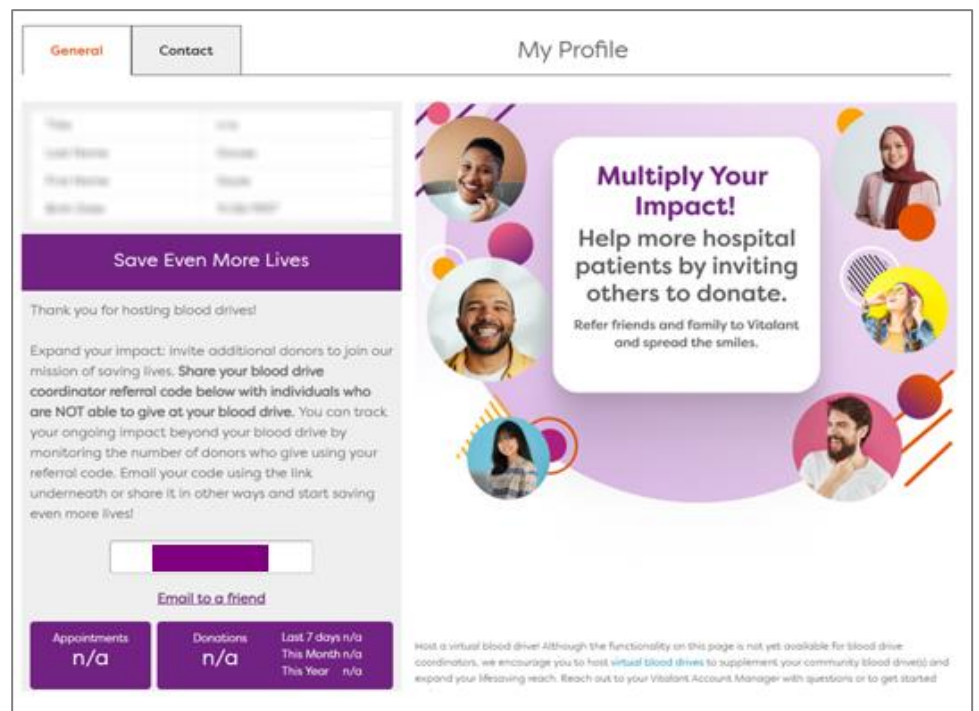 General
Contact
My Profile
Save Even More Lives
Thank you for hosting blood drives!
Expand your impact: Invite additional donors to join our
mission of saving lives. Share your blood drive
coordinator referral code below with individuals who
are NOT able to give at your blood drive. You can track
your ongoing impact beyond your blood drive by
monitoring the number of donors who give using your
referral code. Email your code using the link
underneath or share it in other ways and start saving
even more lives!
Email to a friend
Appointments
n/a
Donations
n/a
Last 7 days n/a
This Month n/a
This Year n/a
Multiply Your
Impact!
Help more hospital
patients by inviting
others to donate.
Refer friends and family to Vitalant
and spread the smiles.
Host a virtual blood drive! Although the functionality on this page is not yet available for blood drive
coordinators, we encourage you to host virtual blood drives to supplement your community blood drive(s) and
expand your lifesaving reach. Reach out to your Vitalant Account Manager with questions or to get started